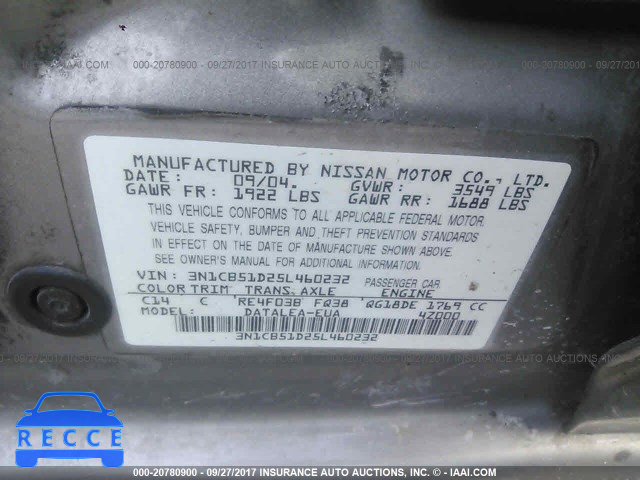 000-20780900 - 09/27/2017 INSURANCE AUTO AUCTIONS, INC. - © IAAI.COM
MANUFACTURED BY NISSAN MOTOR CO., LTD.
DATE: 09/04. GVWR: 3549 LBS
GAWR FR: 1922 LBS GAWR RR: 1688 LBS
THIS VEHICLE CONFORMS TO ALL APPLICABLE FEDERAL MOTOR
VEHICLE SAFETY, BUMPER AND THEFT PREVENTION STANDARDS
IN EFFECT ON THE DATE OF MANUFACTURE SHOWN ABOVE.
SEE OWNER'S MANUAL FOR ADDITIONAL INFORMATION.
VIN: 3N1CB51D25L460232 PASSENGER CAR
COLOR TRIM TRANS. AXLE ENGINE
C14 C RE4F03B FQ38 QG18DE 1769 CC
MODEL: DATALEA-EUA 4Z000
3N1CB51D25L460232
RECCE
000-20780900 - 09/27/2017 INSURANCE AUTO AUCTIONS, INC. - © IAAI.COM